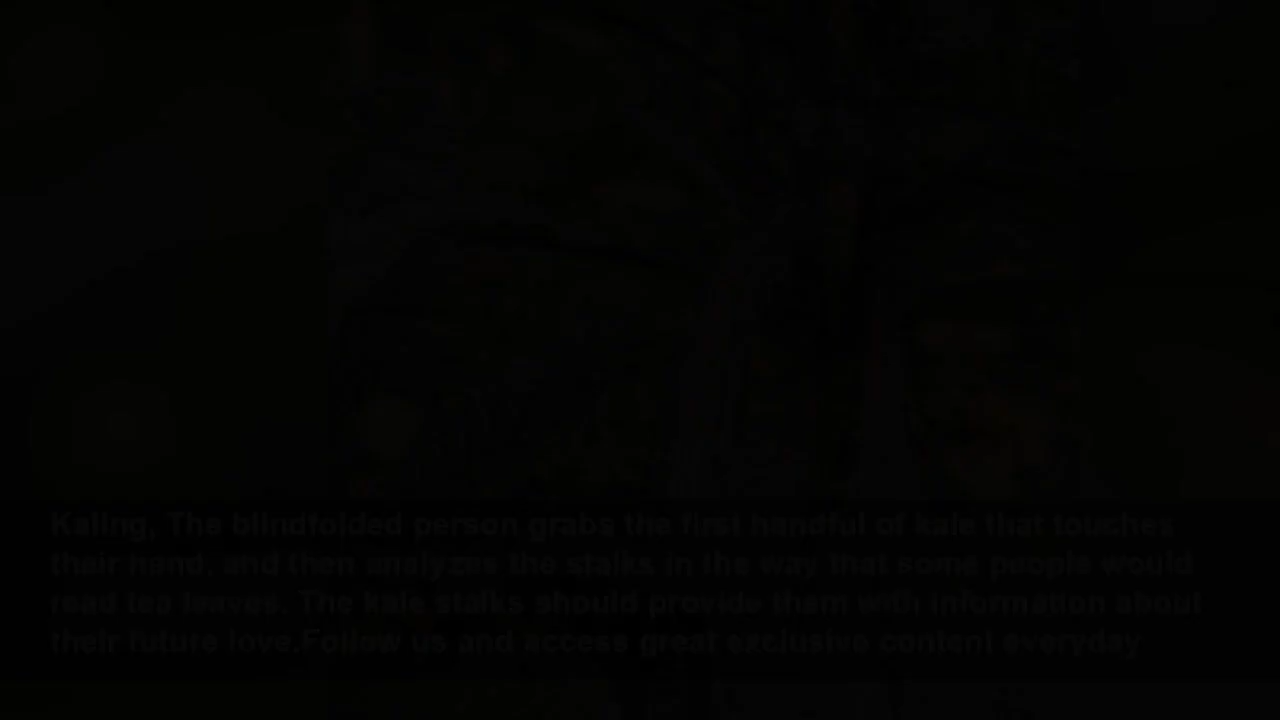 Kaling, The blindfolded person grabs the first handful of kale that touches
their hand, and then analyzes the stalks in the way that some people would
read tea leaves. The kale stalks should provide them with information about
their future love.Follow us and access great exclusive content everyday